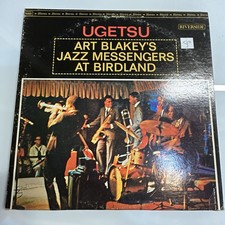 UGETSU
RIVERSIDE
ART BLAKEY'S
JAZZ MESSENGERS
AT BIRDLAND